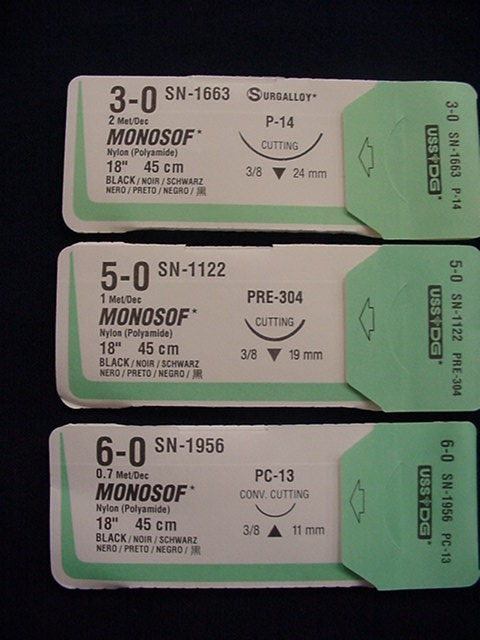 3-0 SN-1663 SURGALLOY*
2 Met/Dec
MONOSOF*
Nylon (Polyamide)
18" 45 cm
BLACK / NOIR / SCHWARZ
NERO / PRETO / NEGRO / 黒
P-14
CUTTING
3/8 ▼ 24 mm
3-0 SN-1663 P-14
USS DG*
5-0 SN-1122
1 Met/Dec
MONOSOF*
Nylon (Polyamide)
18" 45 cm
BLACK / NOIR / SCHWARZ
NERO / PRETO / NEGRO / 黒
PRE-304
CUTTING
3/8 ▼ 19 mm
5-0 SN-1122 PRE-304
USS DG*
6-0 SN-1956
0.7 Met/Dec
MONOSOF*
Nylon (Polyamide)
18" 45 cm
BLACK / NOIR / SCHWARZ
NERO / PRETO / NEGRO / 黒
PC-13
CONV. CUTTING
3/8 ▲ 11 mm
6-0 SN-1956 PC-13
USS DG*